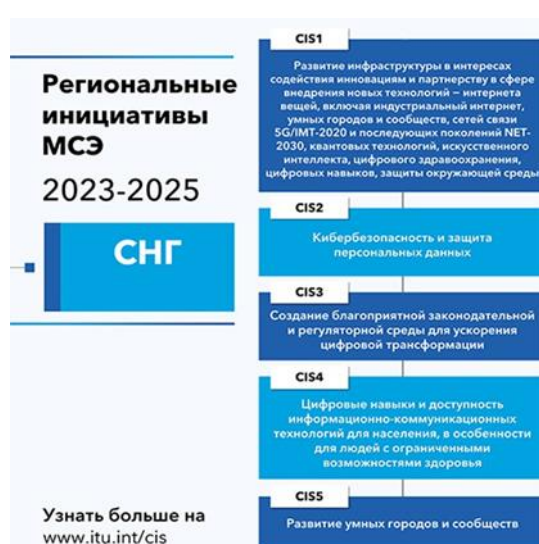 Региональные
инициативы
МСЭ
2023-2025
СНГ
Узнать больше на
www.itu.int/cis
CIS1
Развитие инфраструктуры в интересах
содействия инновациям и партнерству в сфере
внедрения новых технологий – интернета
вещей, включая индустриальный интернет,
умных городов и сообществ, сетей связи
5G/IMT-2020 и последующих поколений NET-
2030, квантовых технологий, искусственного
интеллекта, цифрового здравоохранения,
цифровых навыков, защиты окружающей среды
CIS2
Кибербезопасность и защита
персональных данных
CIS3
Создание благоприятной законодательной
и регуляторной среды для ускорения
цифровой трансформации
CIS4
Цифровые навыки и доступность
информационно-коммуникационных
технологий для населения, в особенности
для людей с ограниченными
возможностями здоровья
CIS5
Развитие умных городов и сообществ